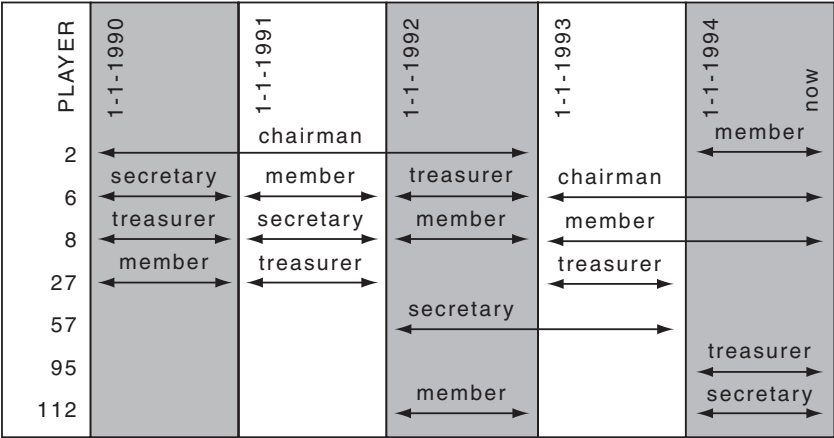 PLAYER 1-1-1990 1-1-1991 1-1-1992 1-1-1993 1-1-1994 now
2 chairman member
6 secretary member treasurer chairman
8 treasurer secretary member member
27 member treasurer treasurer
57 secretary
95 treasurer
112 member secretary